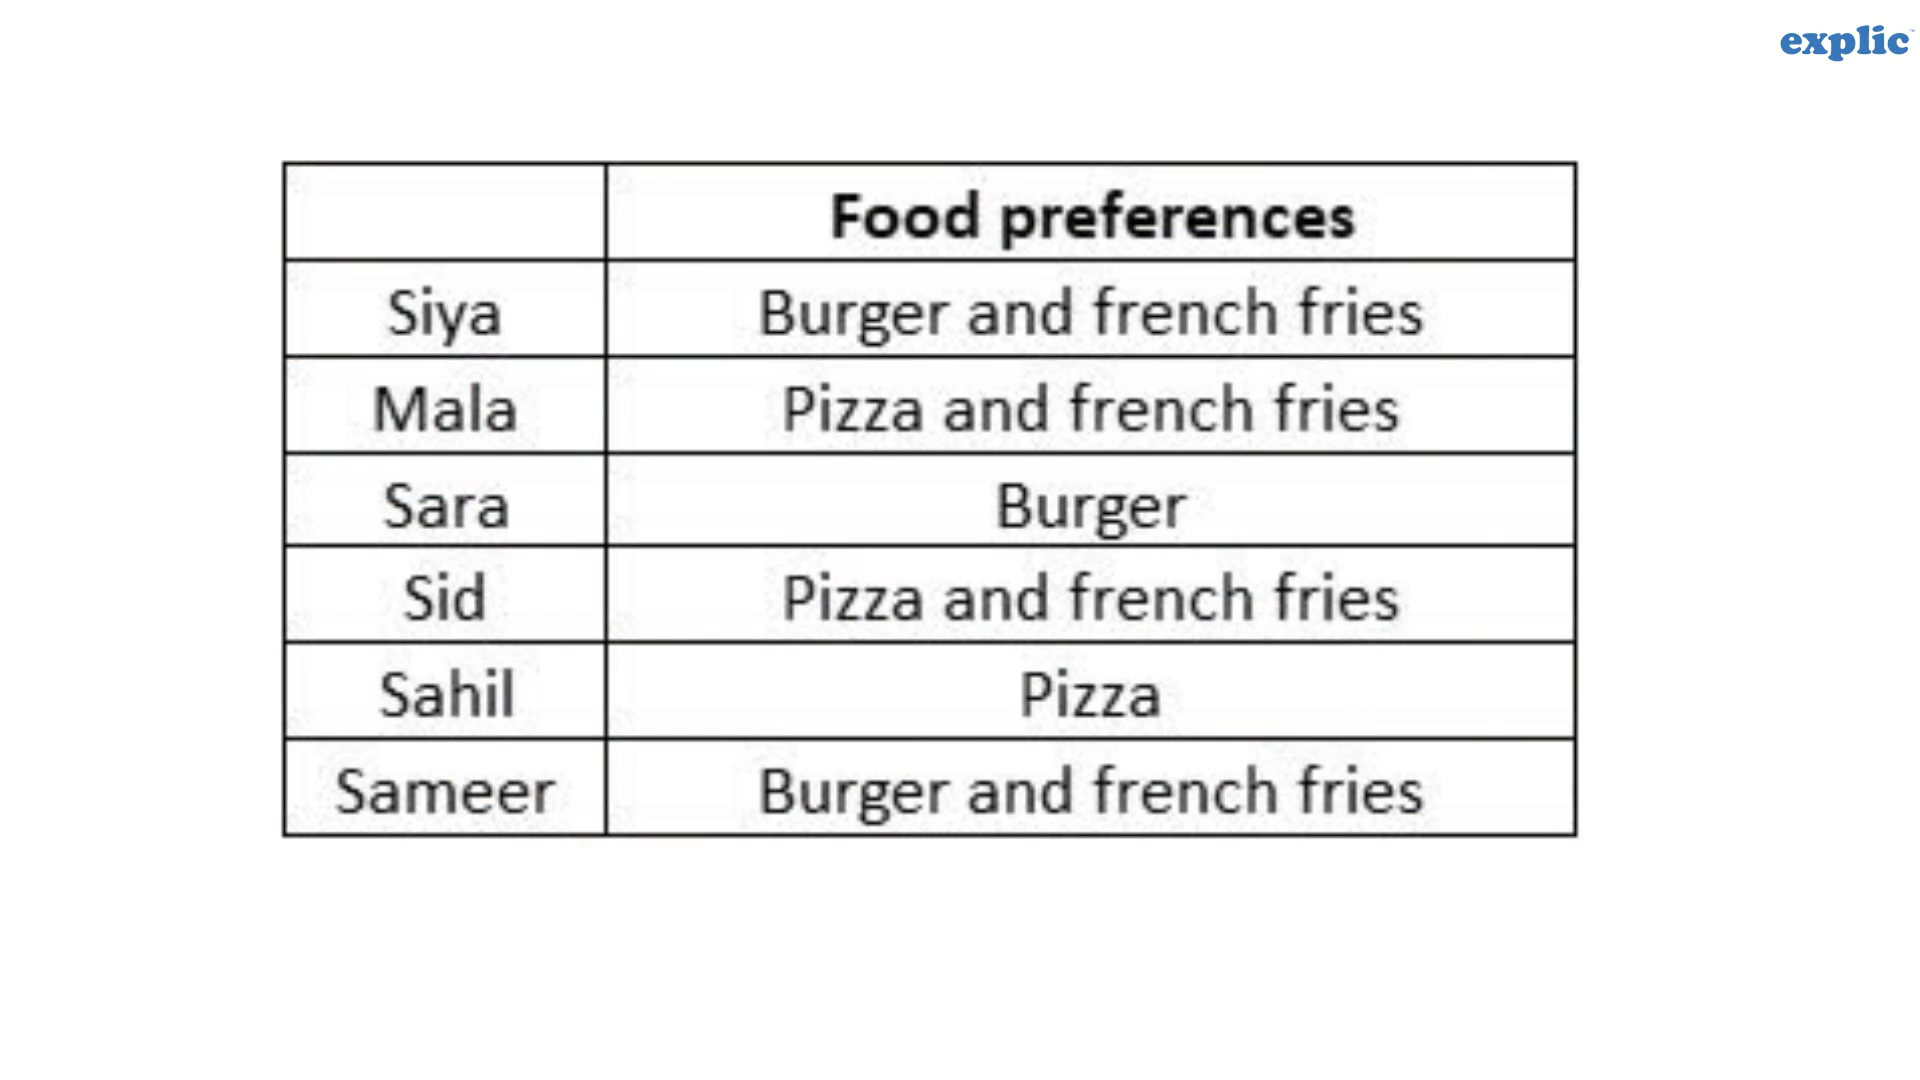 explic
Food preferences
Siya Burger and french fries
Mala Pizza and french fries
Sara Burger
Sid Pizza and french fries
Sahil Pizza
Sameer Burger and french fries